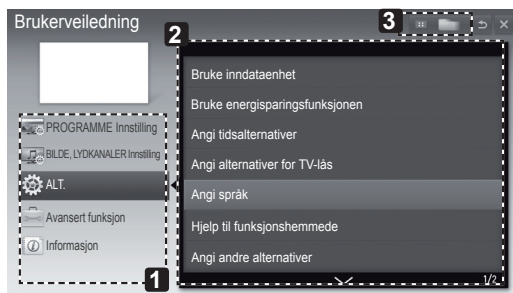 Brukerveiledning
3
2
PROGRAMME Innstilling
BILDE, LYDKANALER Innstilling
ALT.
Avansert funksjon
Informasjon
1
Bruke inndataenhet
Bruke energisparingsfunksjonen
Angi tidsalternativer
Angi alternativer for TV-lås
Angi språk
Hjelp til funksjonshemmede
Angi andre alternativer
1/2